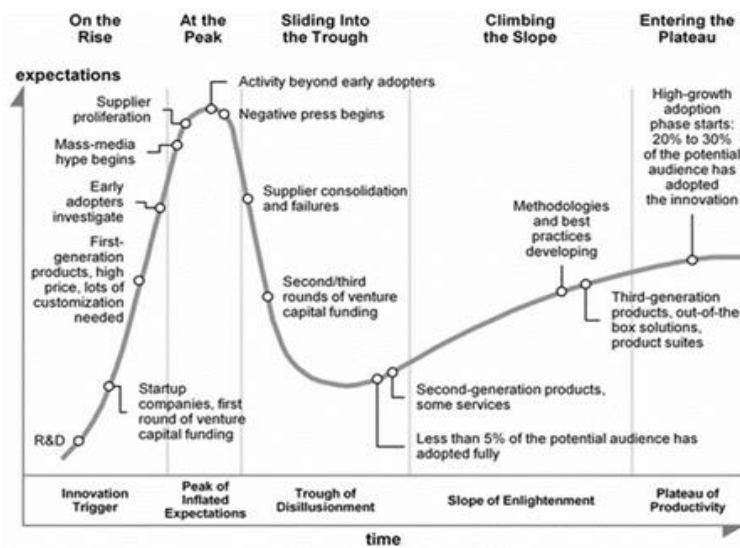 On the
Rise
At the
Peak
Sliding Into
the Trough
Climbing
the Slope
Entering the
Plateau
expectations
Activity beyond early adopters
Supplier
proliferation
Negative press begins
Mass-media
hype begins
Early
adopters
investigate
Supplier consolidation
and failures
First-
generation
products, high
price, lots of
customization
needed
Second/third
rounds of venture
capital funding
Startup
companies, first
round of venture
capital funding
R&D
Methodologies
and best
practices
developing
High-growth
adoption
phase starts:
20% to 30%
of the potential
audience has
adopted
the innovation
Third-generation
products, out-of-the
box solutions,
product suites
Second-generation products,
some services
Less than 5% of the potential audience has
adopted fully
Innovation
Trigger
Peak of
Inflated
Expectations
Trough of
Disillusionment
Slope of Enlightenment
Plateau of
Productivity
time